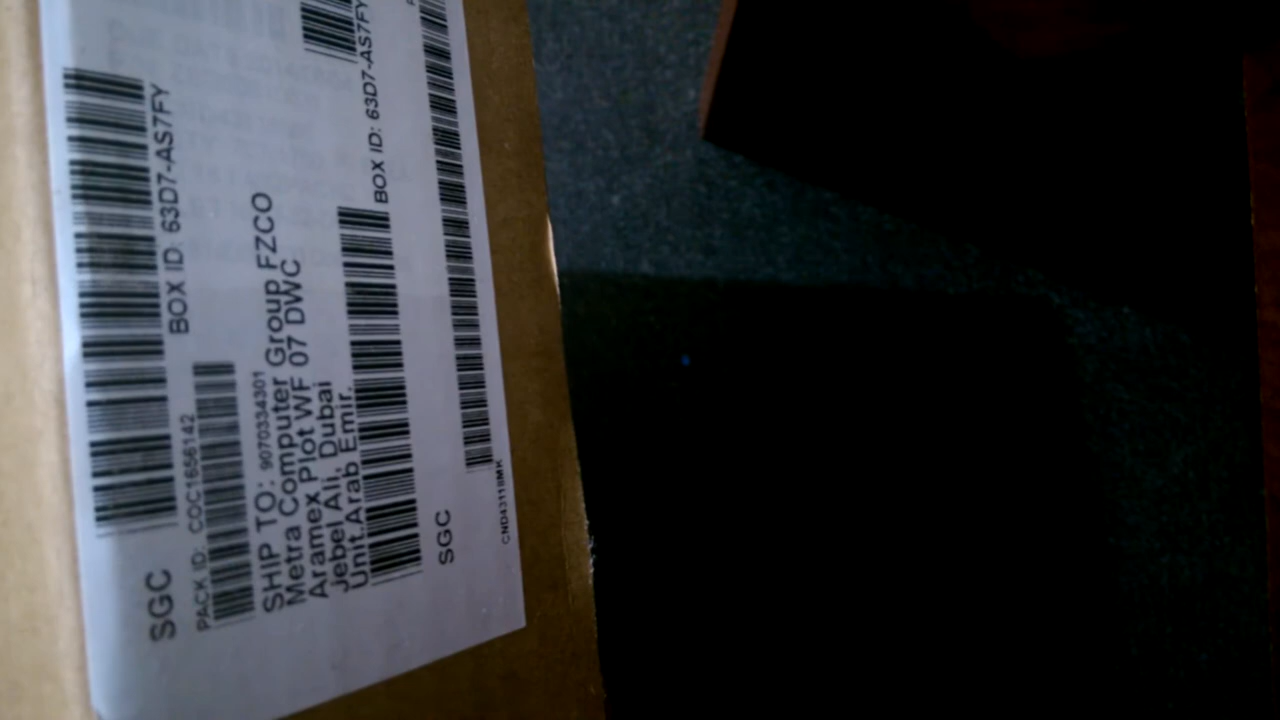 BOX ID: 63D7-AS7FY
SGC
PACK ID: COC1656142
SHIP TO: 9070334301
Metra Computer Group FZCO
Aramex Plot WF 07 DWC
Jebel Ali, Dubai
Unit.Arab Emir.
BOX ID: 63D7-AS7FY
SGC
CND43118MK